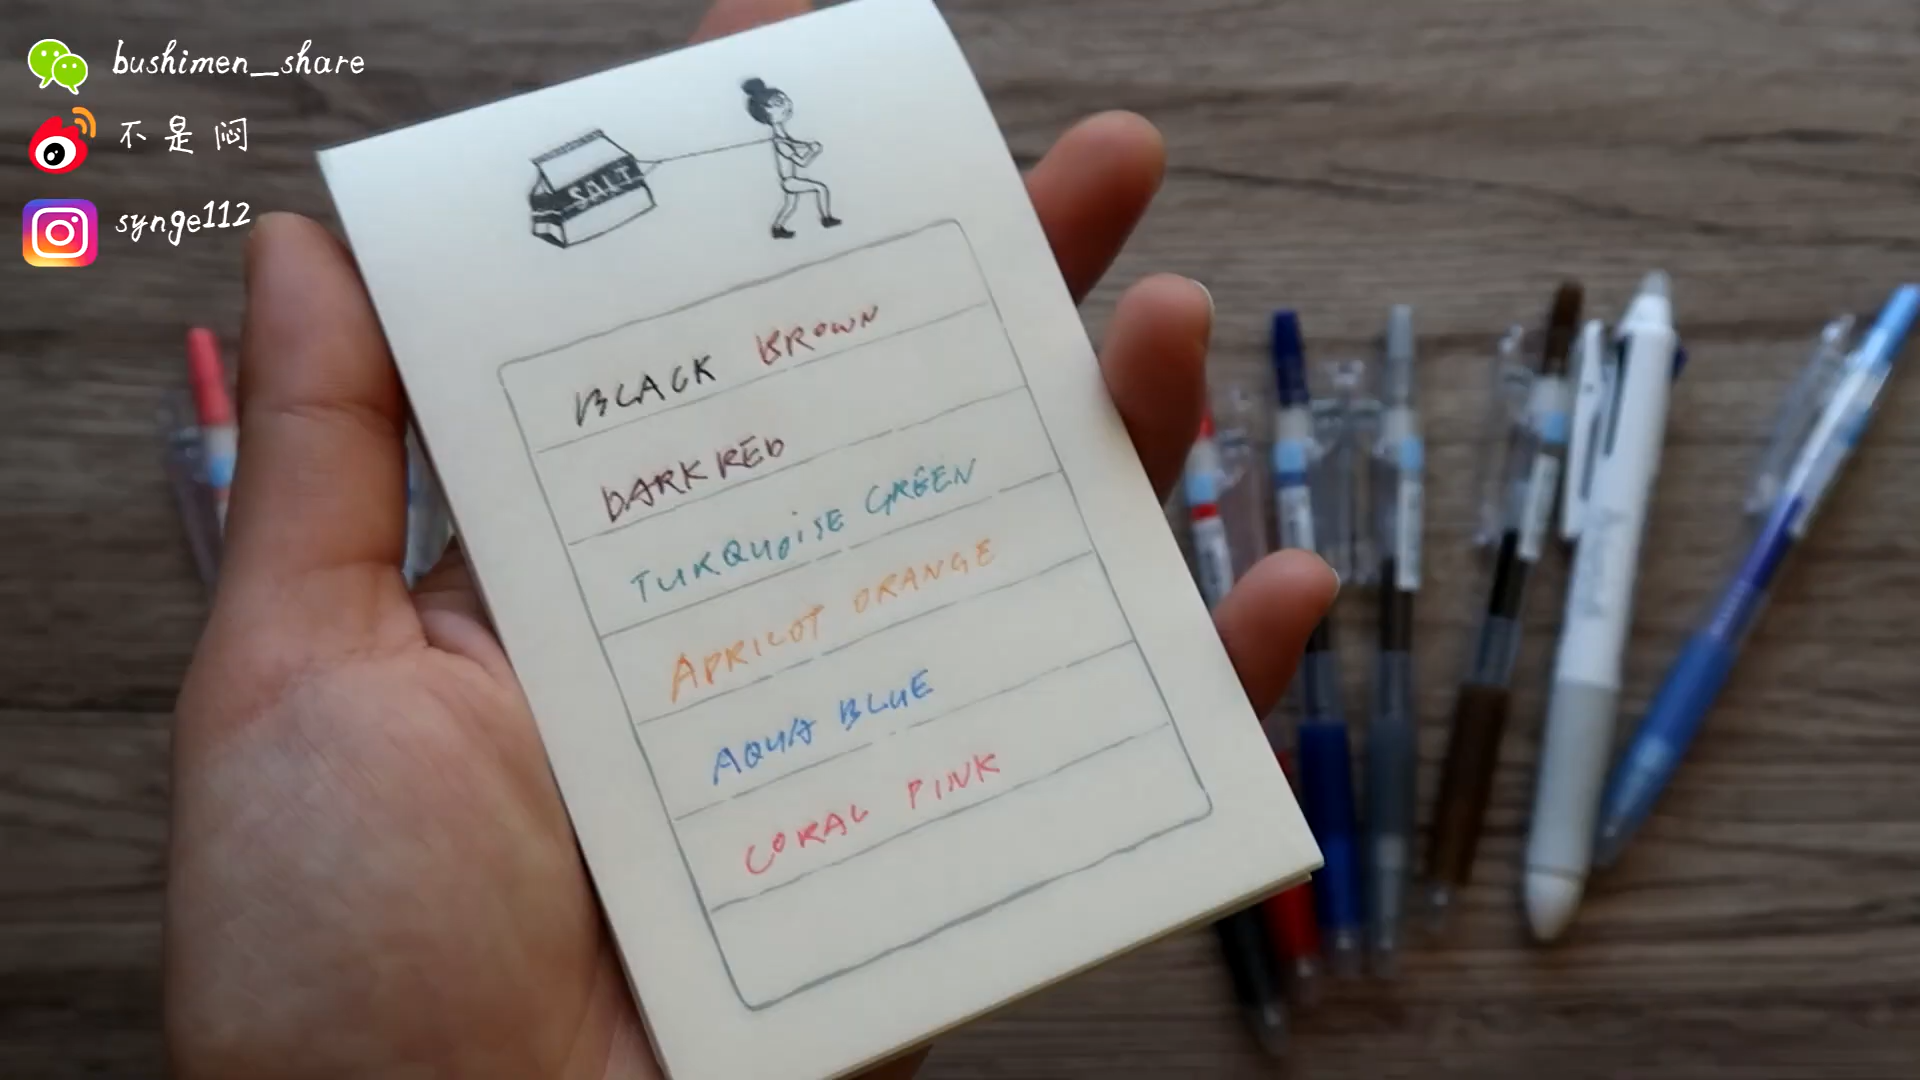 bushimen_share
不是闷
synge112
SALT
BLACK BROWN
DARK RED
TURQUOISE GREEN
APRICOT ORANGE
AQUA BLUE
CORAL PINK